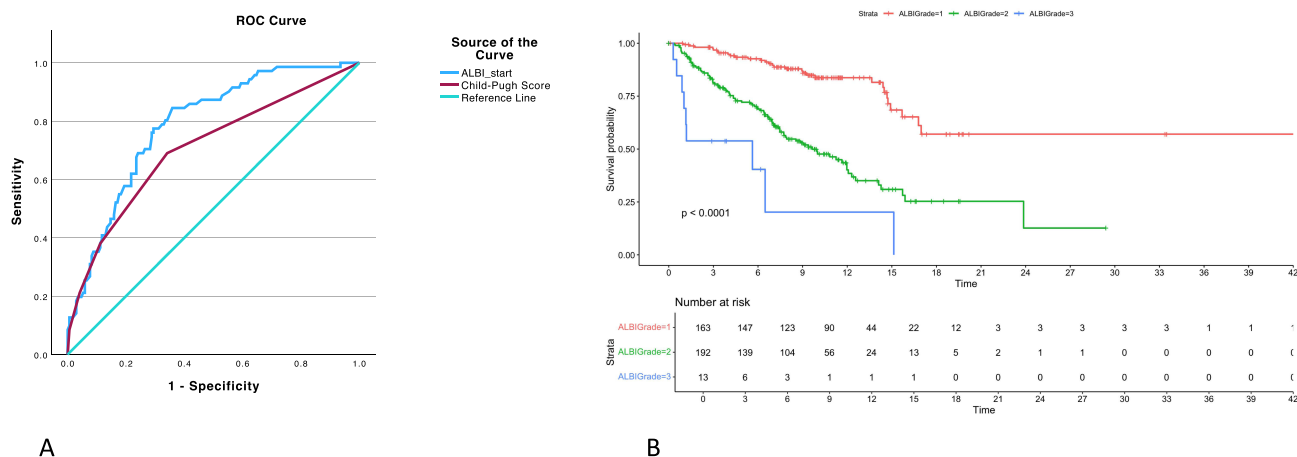 ROC Curve
Sensitivity
1.0
0.8
0.6
0.4
0.2
0.0
0.0 0.2 0.4 0.6 0.8 1.0
1 - Specificity
Source of the
Curve
ALBI_start
Child-Pugh Score
Reference Line
A
Strata ALBIGrade=1 ALBIGrade=2 ALBIGrade=3
Survival probability
1.00
0.75
0.50
0.25
0.00
p < 0.0001
0 3 6 9 12 15 18 21 24 27 30 33 36 39 42
Time
Number at risk
Strata
ALBIGrade=1 163 147 123 90 44 22 12 3 3 3 3 3 1 1
ALBIGrade=2 192 139 104 56 24 13 5 2 1 1 0 0 0 0
ALBIGrade=3 13 6 3 1 1 1 0 0 0 0 0 0 0 0
0 3 6 9 12 15 18 21 24 27 30 33 36 39 42
Time
B